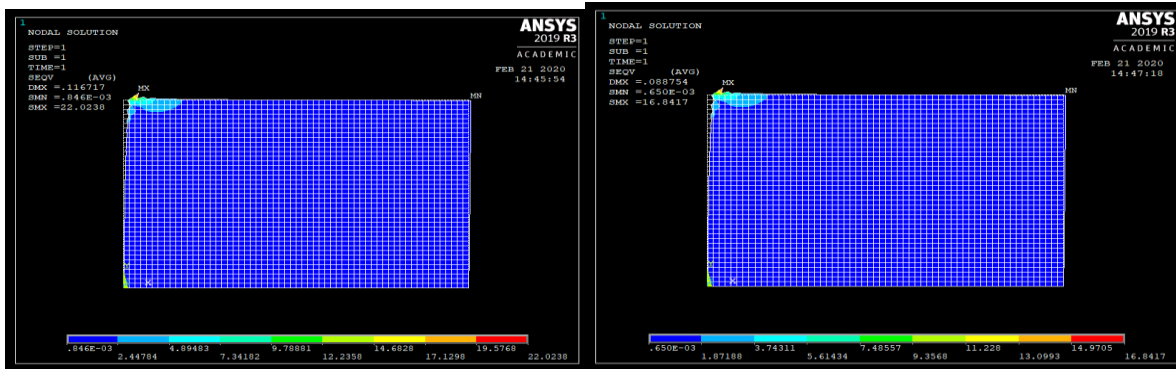 1
NODAL SOLUTION
STEP=1
SUB =1
TIME=1
SEQV (AVG)
DMX =.116717
SMN =.846E-03
SMX =22.0238
ANSYS
2019 R3
ACADEMIC
FEB 21 2020
14:45:54
MX
MN
Y
X
.846E-03 4.89483 9.78881 14.6828 19.5768
2.44784 7.34182 12.2358 17.1298 22.0238
1
NODAL SOLUTION
STEP=1
SUB =1
TIME=1
SEQV (AVG)
DMX =.088754
SMN =.650E-03
SMX =16.8417
ANSYS
2019 R3
ACADEMIC
FEB 21 2020
14:47:18
MX
MN
Y
X
.650E-03 3.74311 7.48557 11.228 14.9705
1.87188 5.61434 9.3568 13.0993 16.8417